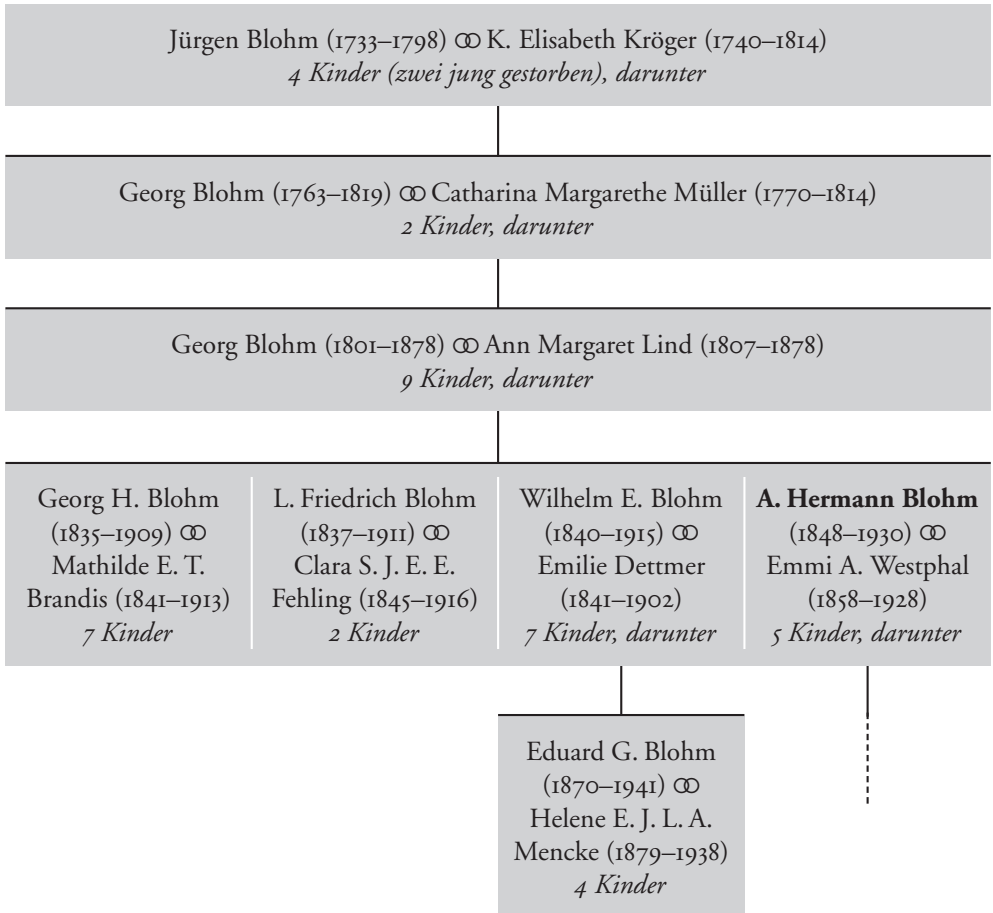 Jürgen Blohm (1733–1798) ⚭ K. Elisabeth Kröger (1740–1814)
4 Kinder (zwei jung gestorben), darunter
Georg Blohm (1763–1819) ⚭ Catharina Margarethe Müller (1770–1814)
2 Kinder, darunter
Georg Blohm (1801–1878) ⚭ Ann Margaret Lind (1807–1878)
9 Kinder, darunter
Georg H. Blohm
(1835–1909) ⚭
Mathilde E. T.
Brandis (1841–1913)
7 Kinder
L. Friedrich Blohm
(1837–1911) ⚭
Clara S. J. E. E.
Fehling (1845–1916)
2 Kinder
Wilhelm E. Blohm
(1840–1915) ⚭
Emilie Dettmer
(1841–1902)
7 Kinder, darunter
A. Hermann Blohm
(1848–1930) ⚭
Emmi A. Westphal
(1858–1928)
5 Kinder, darunter
Eduard G. Blohm
(1870–1941) ⚭
Helene E. J. L. A.
Mencke (1879–1938)
4 Kinder